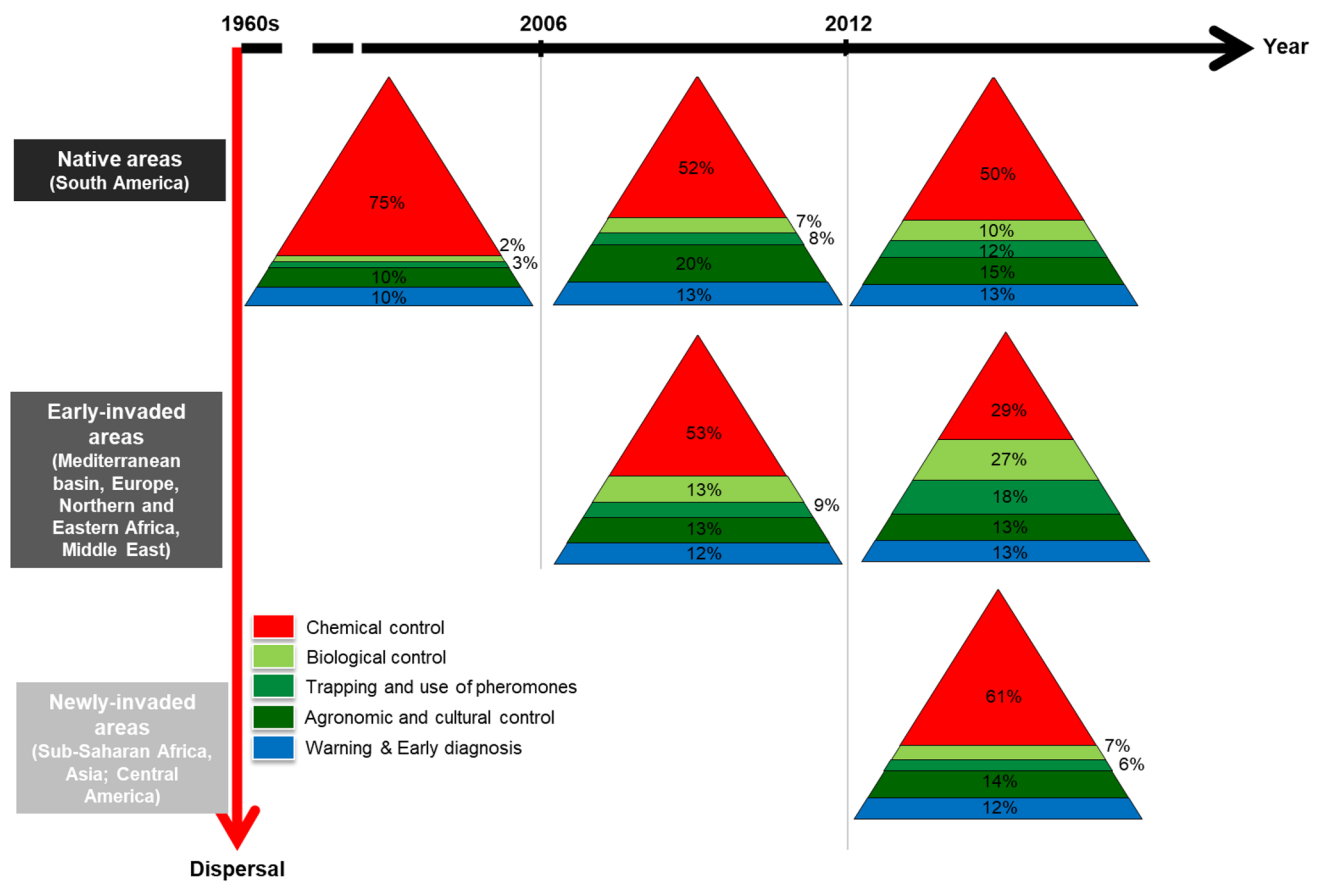 1960s
2006
2012
Year
Native areas
(South America)
75%
2%
3%
10%
10%
52%
7%
8%
20%
13%
50%
10%
12%
15%
13%
Early-invaded
areas
(Mediterranean
basin, Europe,
Northern and
Eastern Africa,
Middle East)
53%
13%
9%
13%
12%
29%
27%
18%
13%
13%
Chemical control
Biological control
Trapping and use of pheromones
Agronomic and cultural control
Warning & Early diagnosis
Newly-invaded
areas
(Sub-Saharan Africa,
Asia; Central
America)
61%
7%
6%
14%
12%
Dispersal